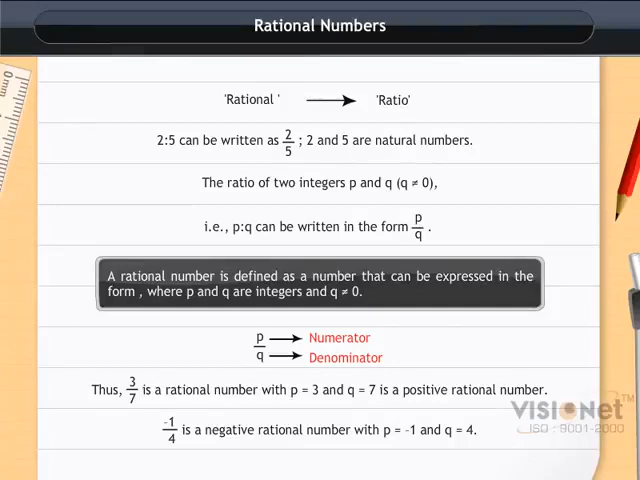 Rational Numbers
'Rational ' → 'Ratio'
2:5 can be written as 2/5 ; 2 and 5 are natural numbers.
The ratio of two integers p and q (q ≠ 0),
i.e., p:q can be written in the form p/q .
A rational number is defined as a number that can be expressed in the
form , where p and q are integers and q ≠ 0.
p → Numerator
q → Denominator
Thus, 3/7 is a rational number with p = 3 and q = 7 is a positive rational number.
-1/4 is a negative rational number with p = -1 and q = 4.
VISIONet™
ISO : 9001-2000
0mm